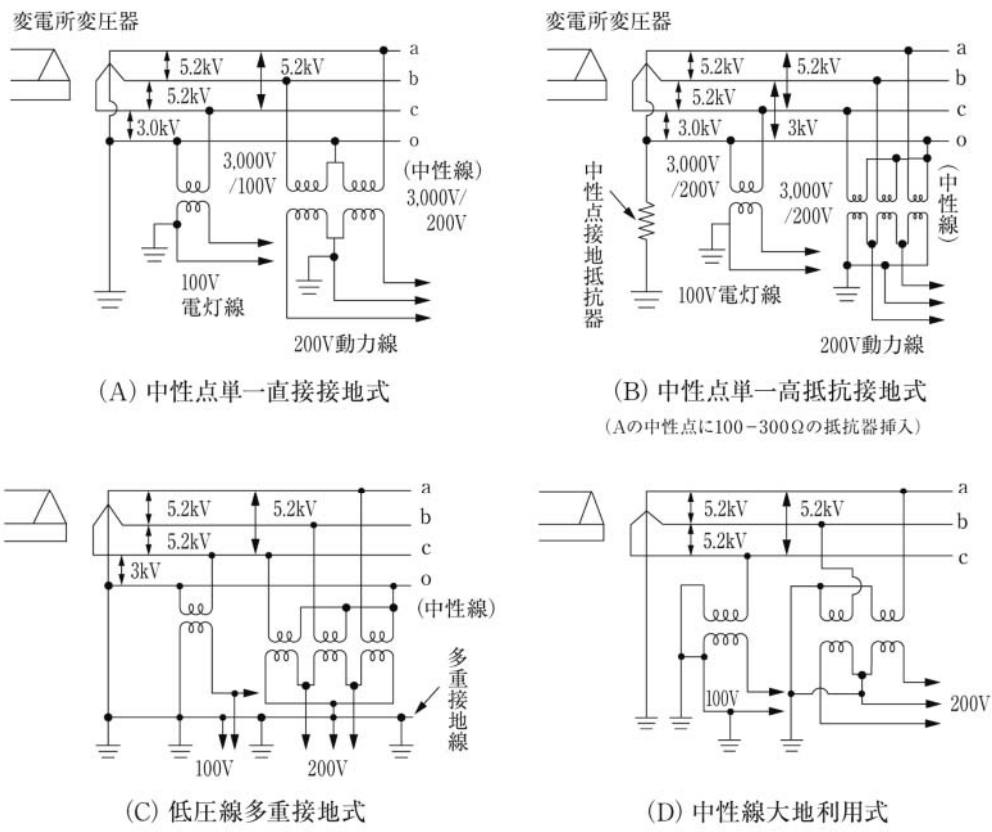 変電所変圧器
5.2kV
5.2kV
5.2kV
3.0kV
a
b
c
o
3,000V
/100V
(中性線)
3,000V/
200V
100V
電灯線
200V動力線
(A) 中性点単一直接接地式
変電所変圧器
5.2kV
5.2kV
5.2kV
3.0kV
3kV
a
b
c
o
中性点接地抵抗器
3,000V
/200V
3,000V
/200V
(中性線)
100V電灯線
200V動力線
(B) 中性点単一高抵抗接地式
(Aの中性点に100-300Ωの抵抗器挿入)
5.2kV
5.2kV
5.2kV
3kV
a
b
c
o
(中性線)
多重接地線
100V
200V
(C) 低圧線多重接地式
5.2kV
5.2kV
5.2kV
a
b
c
100V
200V
(D) 中性線大地利用式